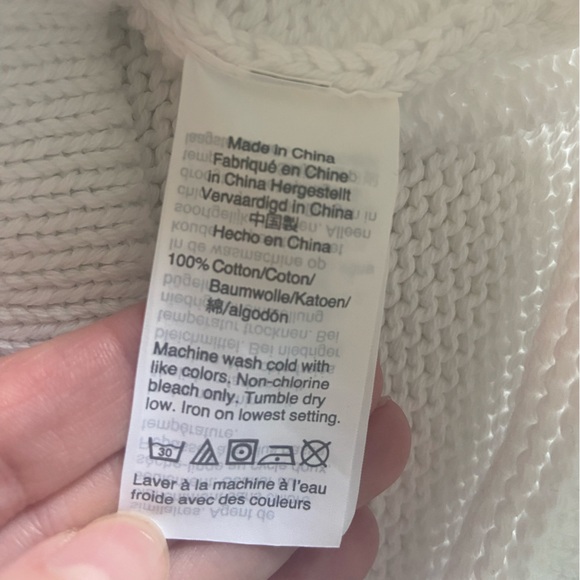 Made in China
Fabriqué en Chine
in China Hergestellt
Vervaardigd in China
中国製
Hecho en China
100% Cotton/Coton/
Baumwolle/Katoen/
綿/algodón
Machine wash cold with
like colors. Non-chlorine
bleach only. Tumble dry
low. Iron on lowest setting.
30
Laver à la machine à l'eau
froide avec des couleurs